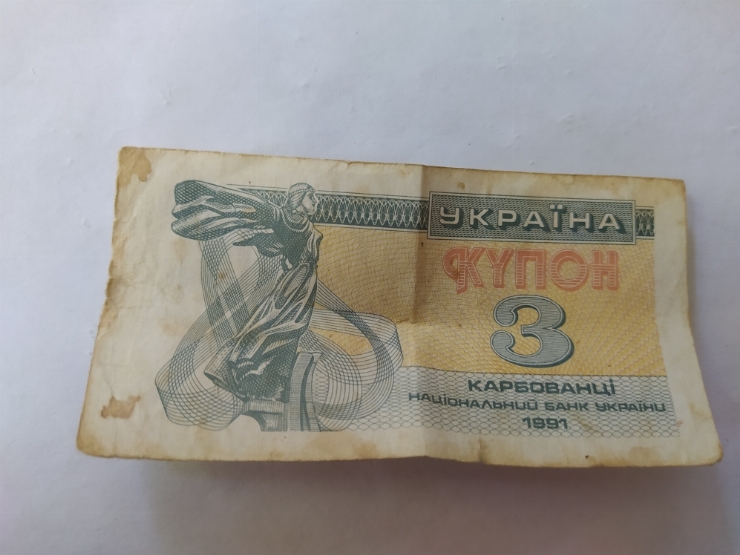 УКРАЇНА
КУПОН
3
КАРБОВАНЦІ
НАЦІОНАЛЬНИЙ БАНК УКРАЇНИ
1991